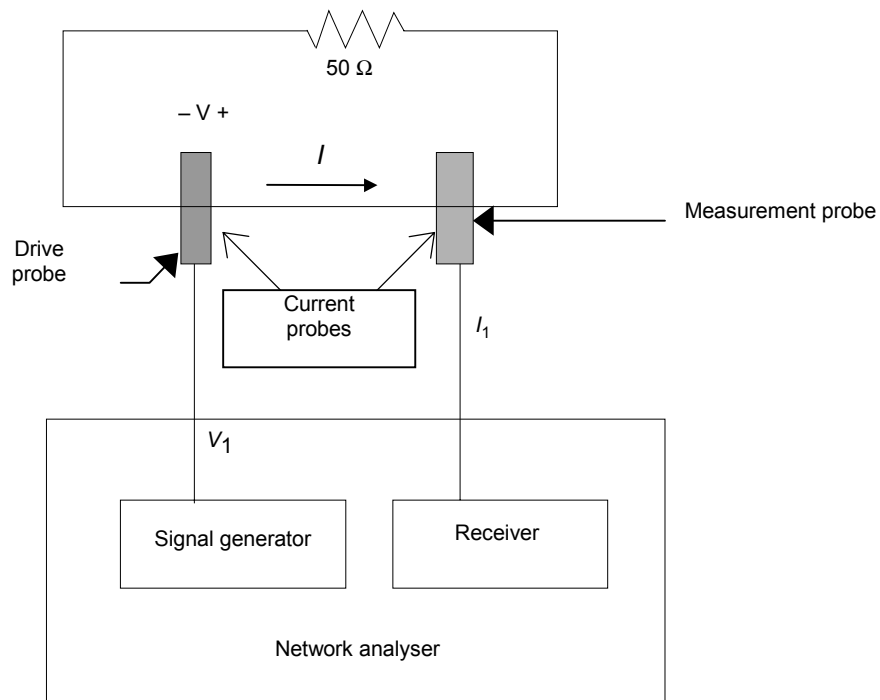 50 Ω
– V +
I
Measurement probe
Drive
probe
Current
probes
I1
V1
Signal generator
Receiver
Network analyser